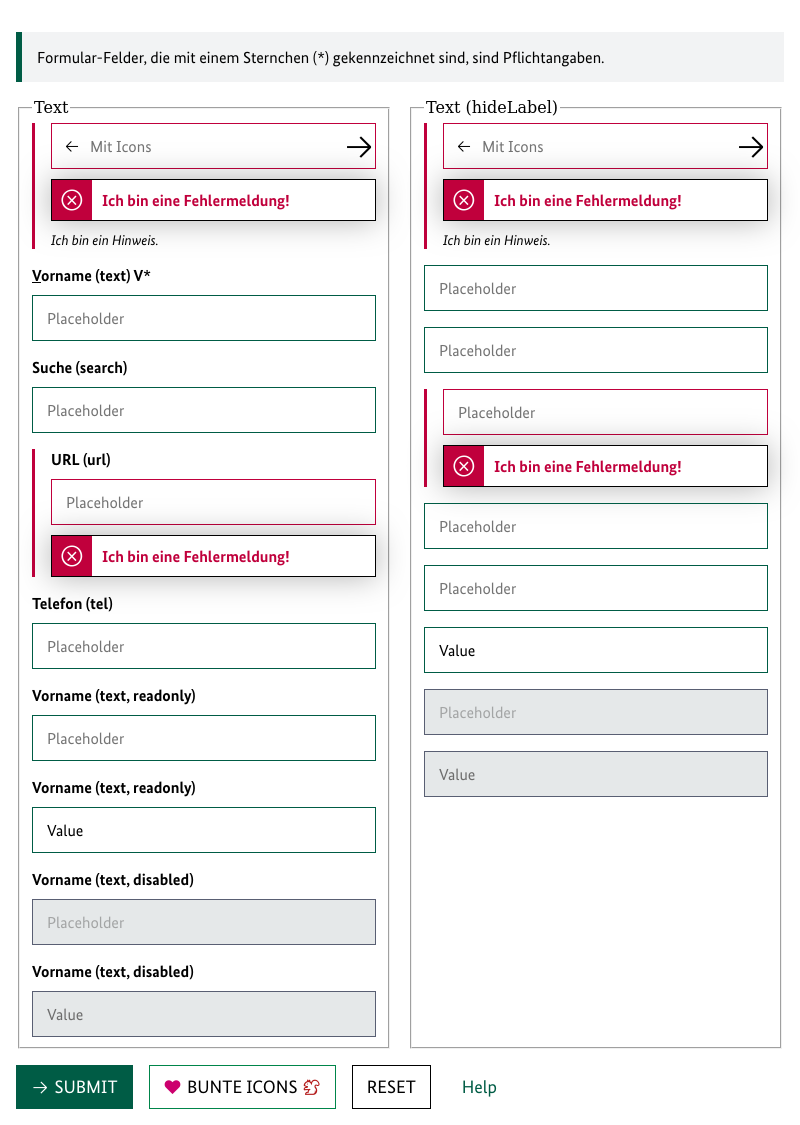 Formular-Felder, die mit einem Sternchen (*) gekennzeichnet sind, sind Pflichtangaben.
Text
Mit Icons
Ich bin eine Fehlermeldung!
Ich bin ein Hinweis.
Vorname (text) V*
Placeholder
Suche (search)
Placeholder
URL (url)
Placeholder
Ich bin eine Fehlermeldung!
Telefon (tel)
Placeholder
Vorname (text, readonly)
Placeholder
Vorname (text, readonly)
Value
Vorname (text, disabled)
Placeholder
Vorname (text, disabled)
Value
Text (hideLabel)
Mit Icons
Ich bin eine Fehlermeldung!
Ich bin ein Hinweis.
Placeholder
Placeholder
Placeholder
Ich bin eine Fehlermeldung!
Placeholder
Placeholder
Value
Placeholder
Value
SUBMIT
BUNTE ICONS
RESET
Help